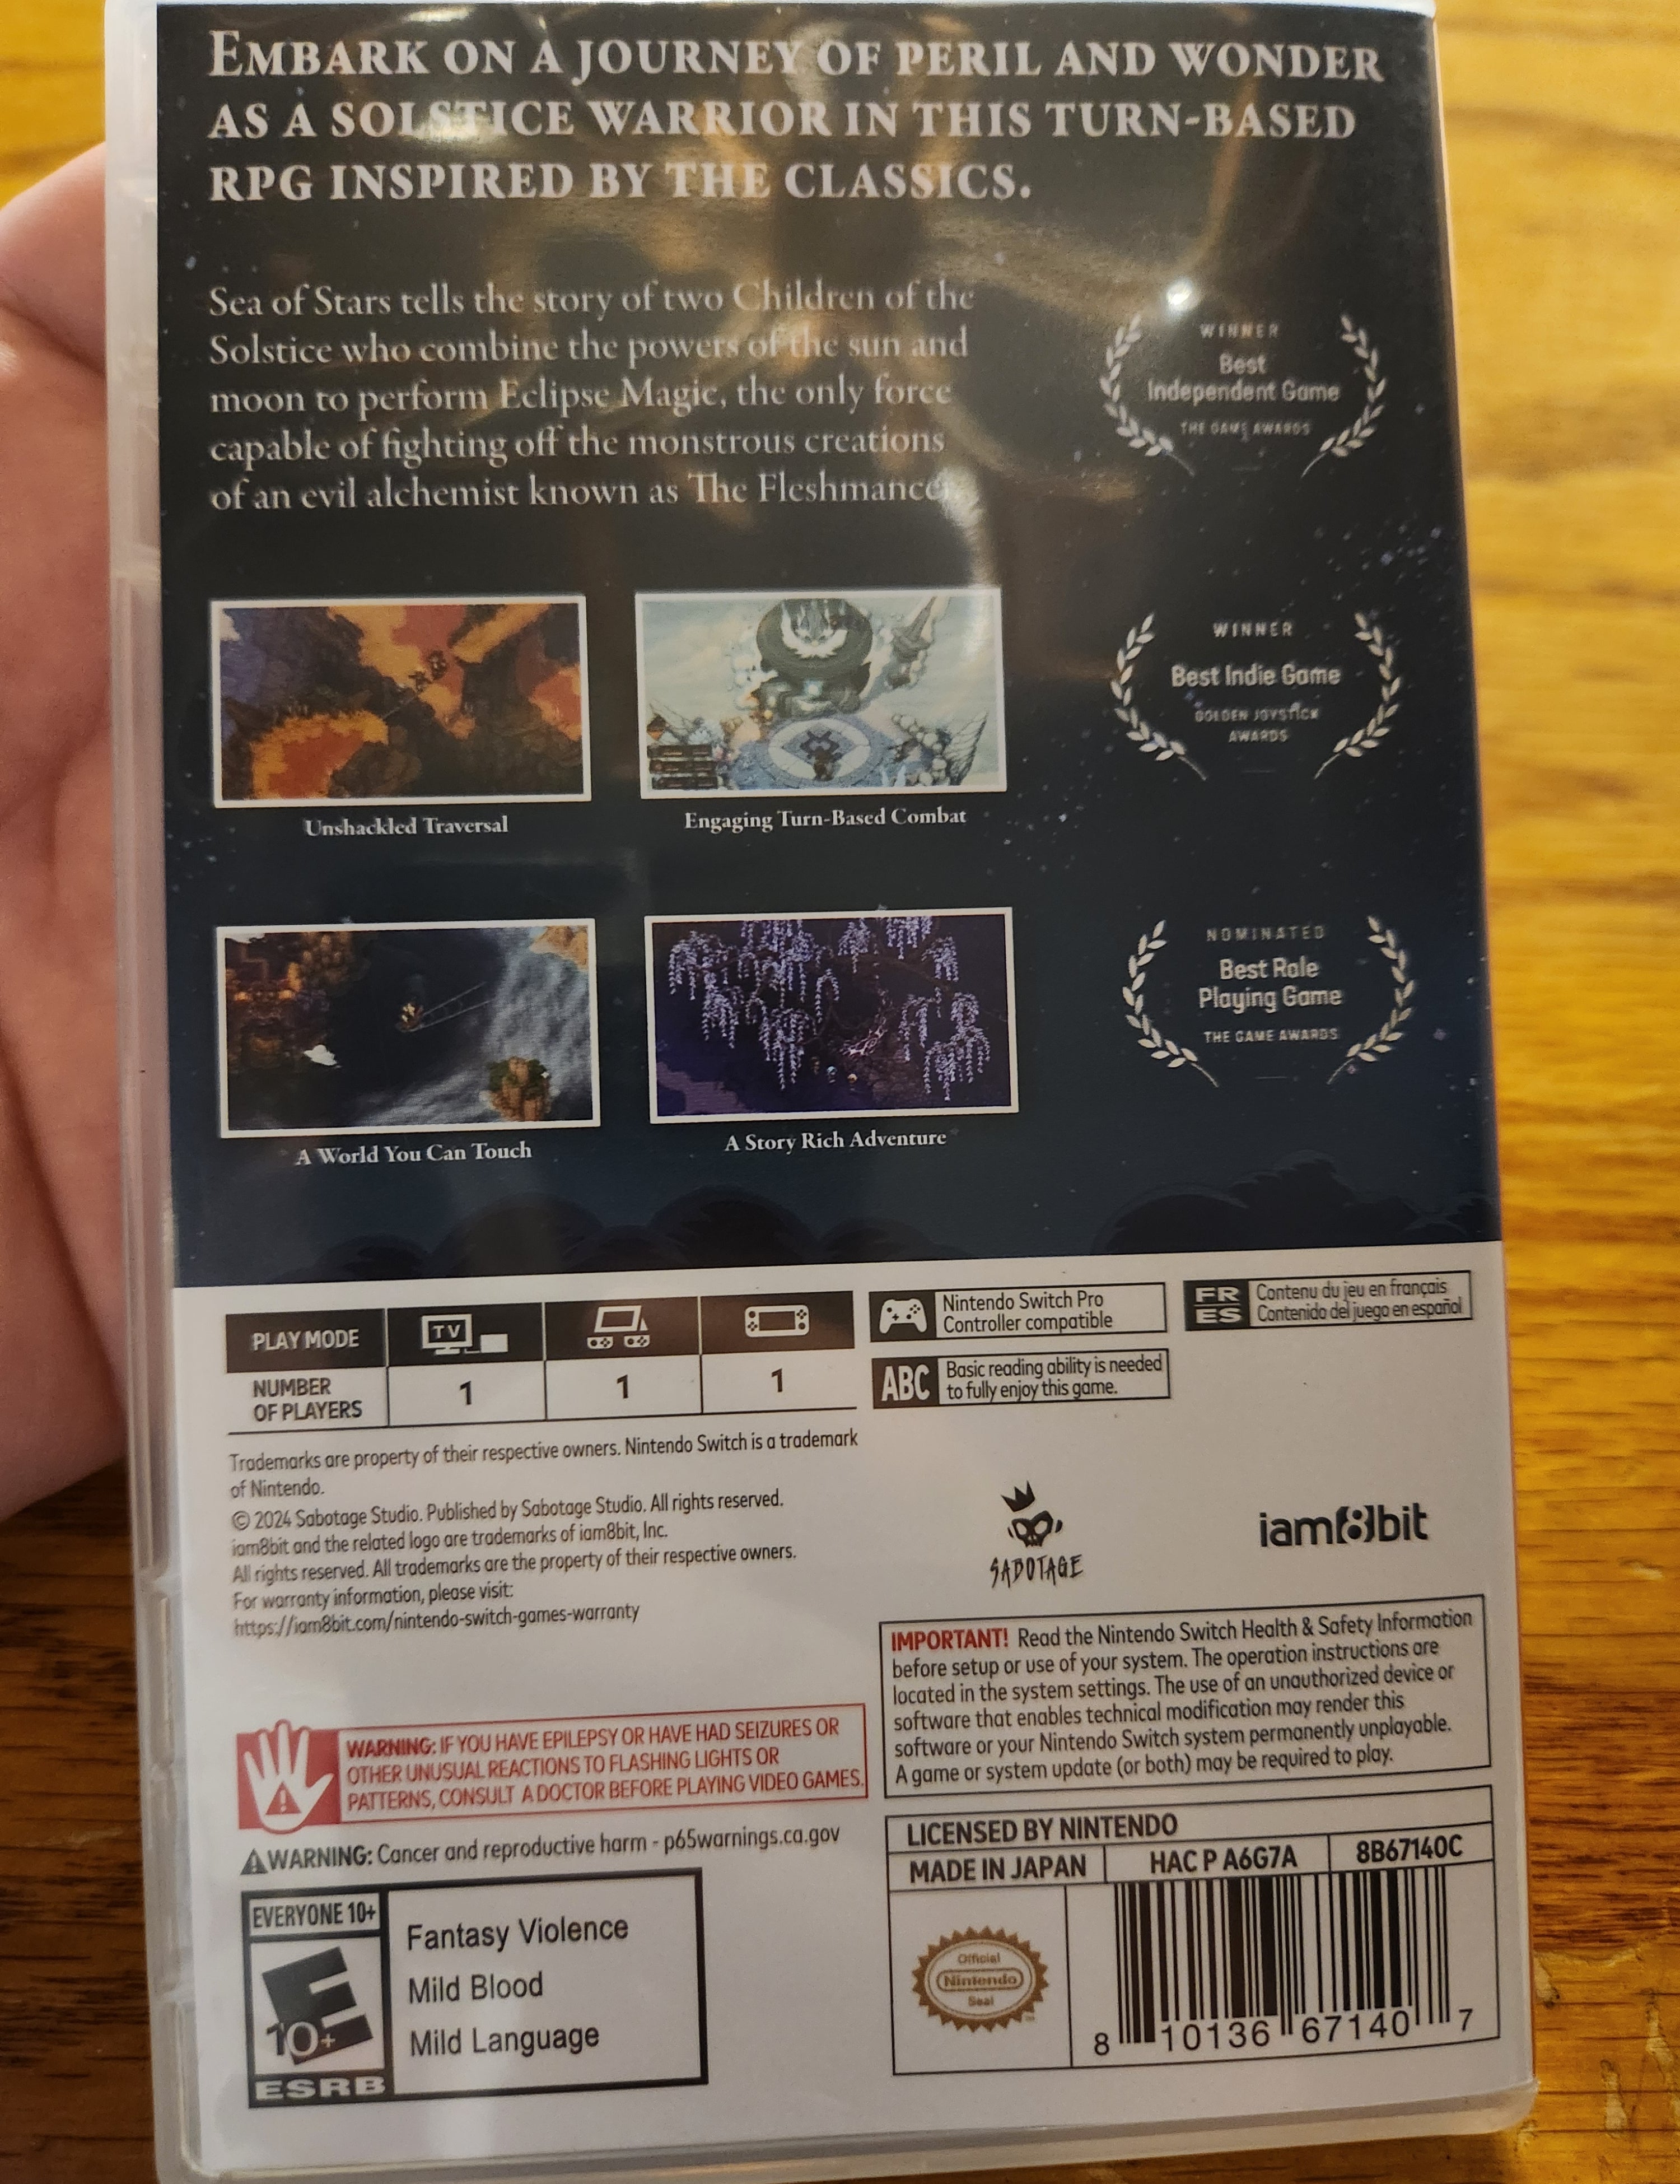 EMBARK ON A JOURNEY OF PERIL AND WONDER
AS A SOLSTICE WARRIOR IN THIS TURN-BASED
RPG INSPIRED BY THE CLASSICS.
Sea of Stars tells the story of two Children of the
Solstice who combine the powers of the sun and
moon to perform Eclipse Magic, the only force
capable of fighting off the monstrous creations
of an evil alchemist known as The Fleshmancer.
WINNER
Best
Independent Game
THE GAME AWARDS
Unshackled Traversal
Engaging Turn-Based Combat
WINNER
Best Indie Game
GOLDEN JOYSTICK
AWARDS
A World You Can Touch
A Story Rich Adventure
NOMINATED
Best Role
Playing Game
THE GAME AWARDS
PLAY MODE
TV
NUMBER
OF PLAYERS
1
1
1
Nintendo Switch Pro
Controller compatible
FR
ES
Contenu du jeu en français
Contenido del juego en español
ABC
Basic reading ability is needed
to fully enjoy this game.
Trademarks are property of their respective owners. Nintendo Switch is a trademark
of Nintendo.
© 2024 Sabotage Studio. Published by Sabotage Studio. All rights reserved.
iam8bit and the related logo are trademarks of iam8bit, Inc.
All rights reserved. All trademarks are the property of their respective owners.
For warranty information, please visit:
https://iam8bit.com/nintendo-switch-games-warranty
SABOTAGE
iam8bit
IMPORTANT! Read the Nintendo Switch Health & Safety Information
before setup or use of your system. The operation instructions are
located in the system settings. The use of an unauthorized device or
software that enables technical modification may render this
software or your Nintendo Switch system permanently unplayable.
A game or system update (or both) may be required to play.
WARNING: IF YOU HAVE EPILEPSY OR HAVE HAD SEIZURES OR
OTHER UNUSUAL REACTIONS TO FLASHING LIGHTS OR
PATTERNS, CONSULT A DOCTOR BEFORE PLAYING VIDEO GAMES.
WARNING: Cancer and reproductive harm - p65warnings.ca.gov
EVERYONE 10+
E
10+
ESRB
Fantasy Violence
Mild Blood
Mild Language
LICENSED BY NINTENDO
MADE IN JAPAN
HAC P A6G7A
8B67140C
Official
Nintendo
Seal
8 10136 67140 7